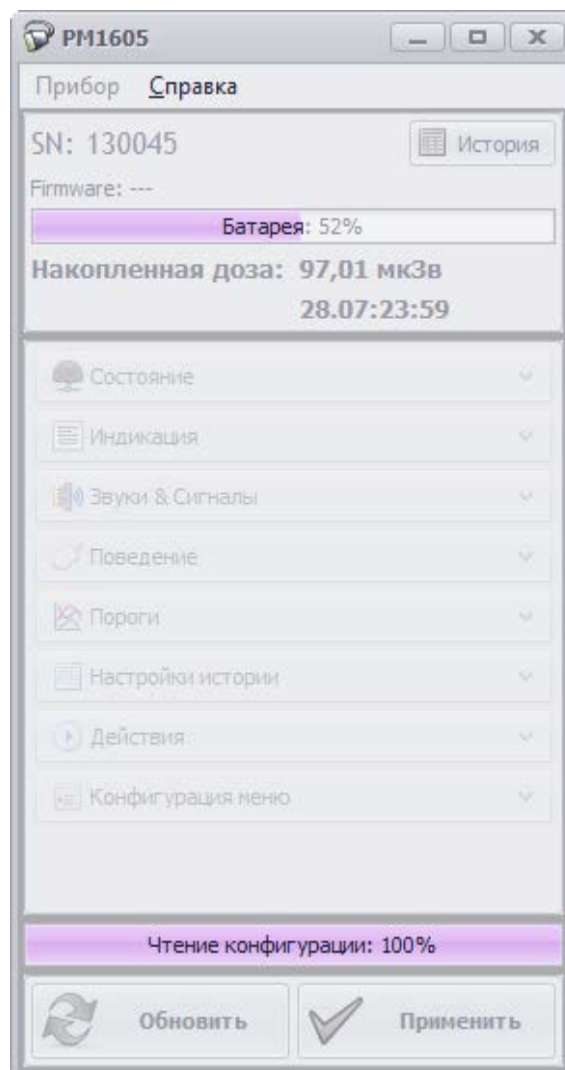 PM1605
Прибор Справка
SN: 130045 История
Firmware: ---
Батарея: 52%
Накопленная доза: 97,01 мкЗв
28.07:23:59
Состояние
Индикация
Звуки & Сигналы
Поведение
Пороги
Настройки истории
Действия
Конфигурация меню
Чтение конфигурации: 100%
Обновить Применить